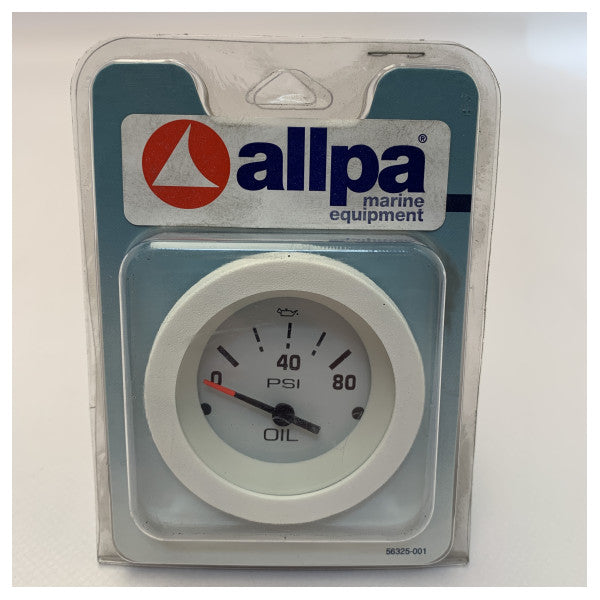 allpa®
marine
equipment
0 40 80
PSI
OIL
56325-001